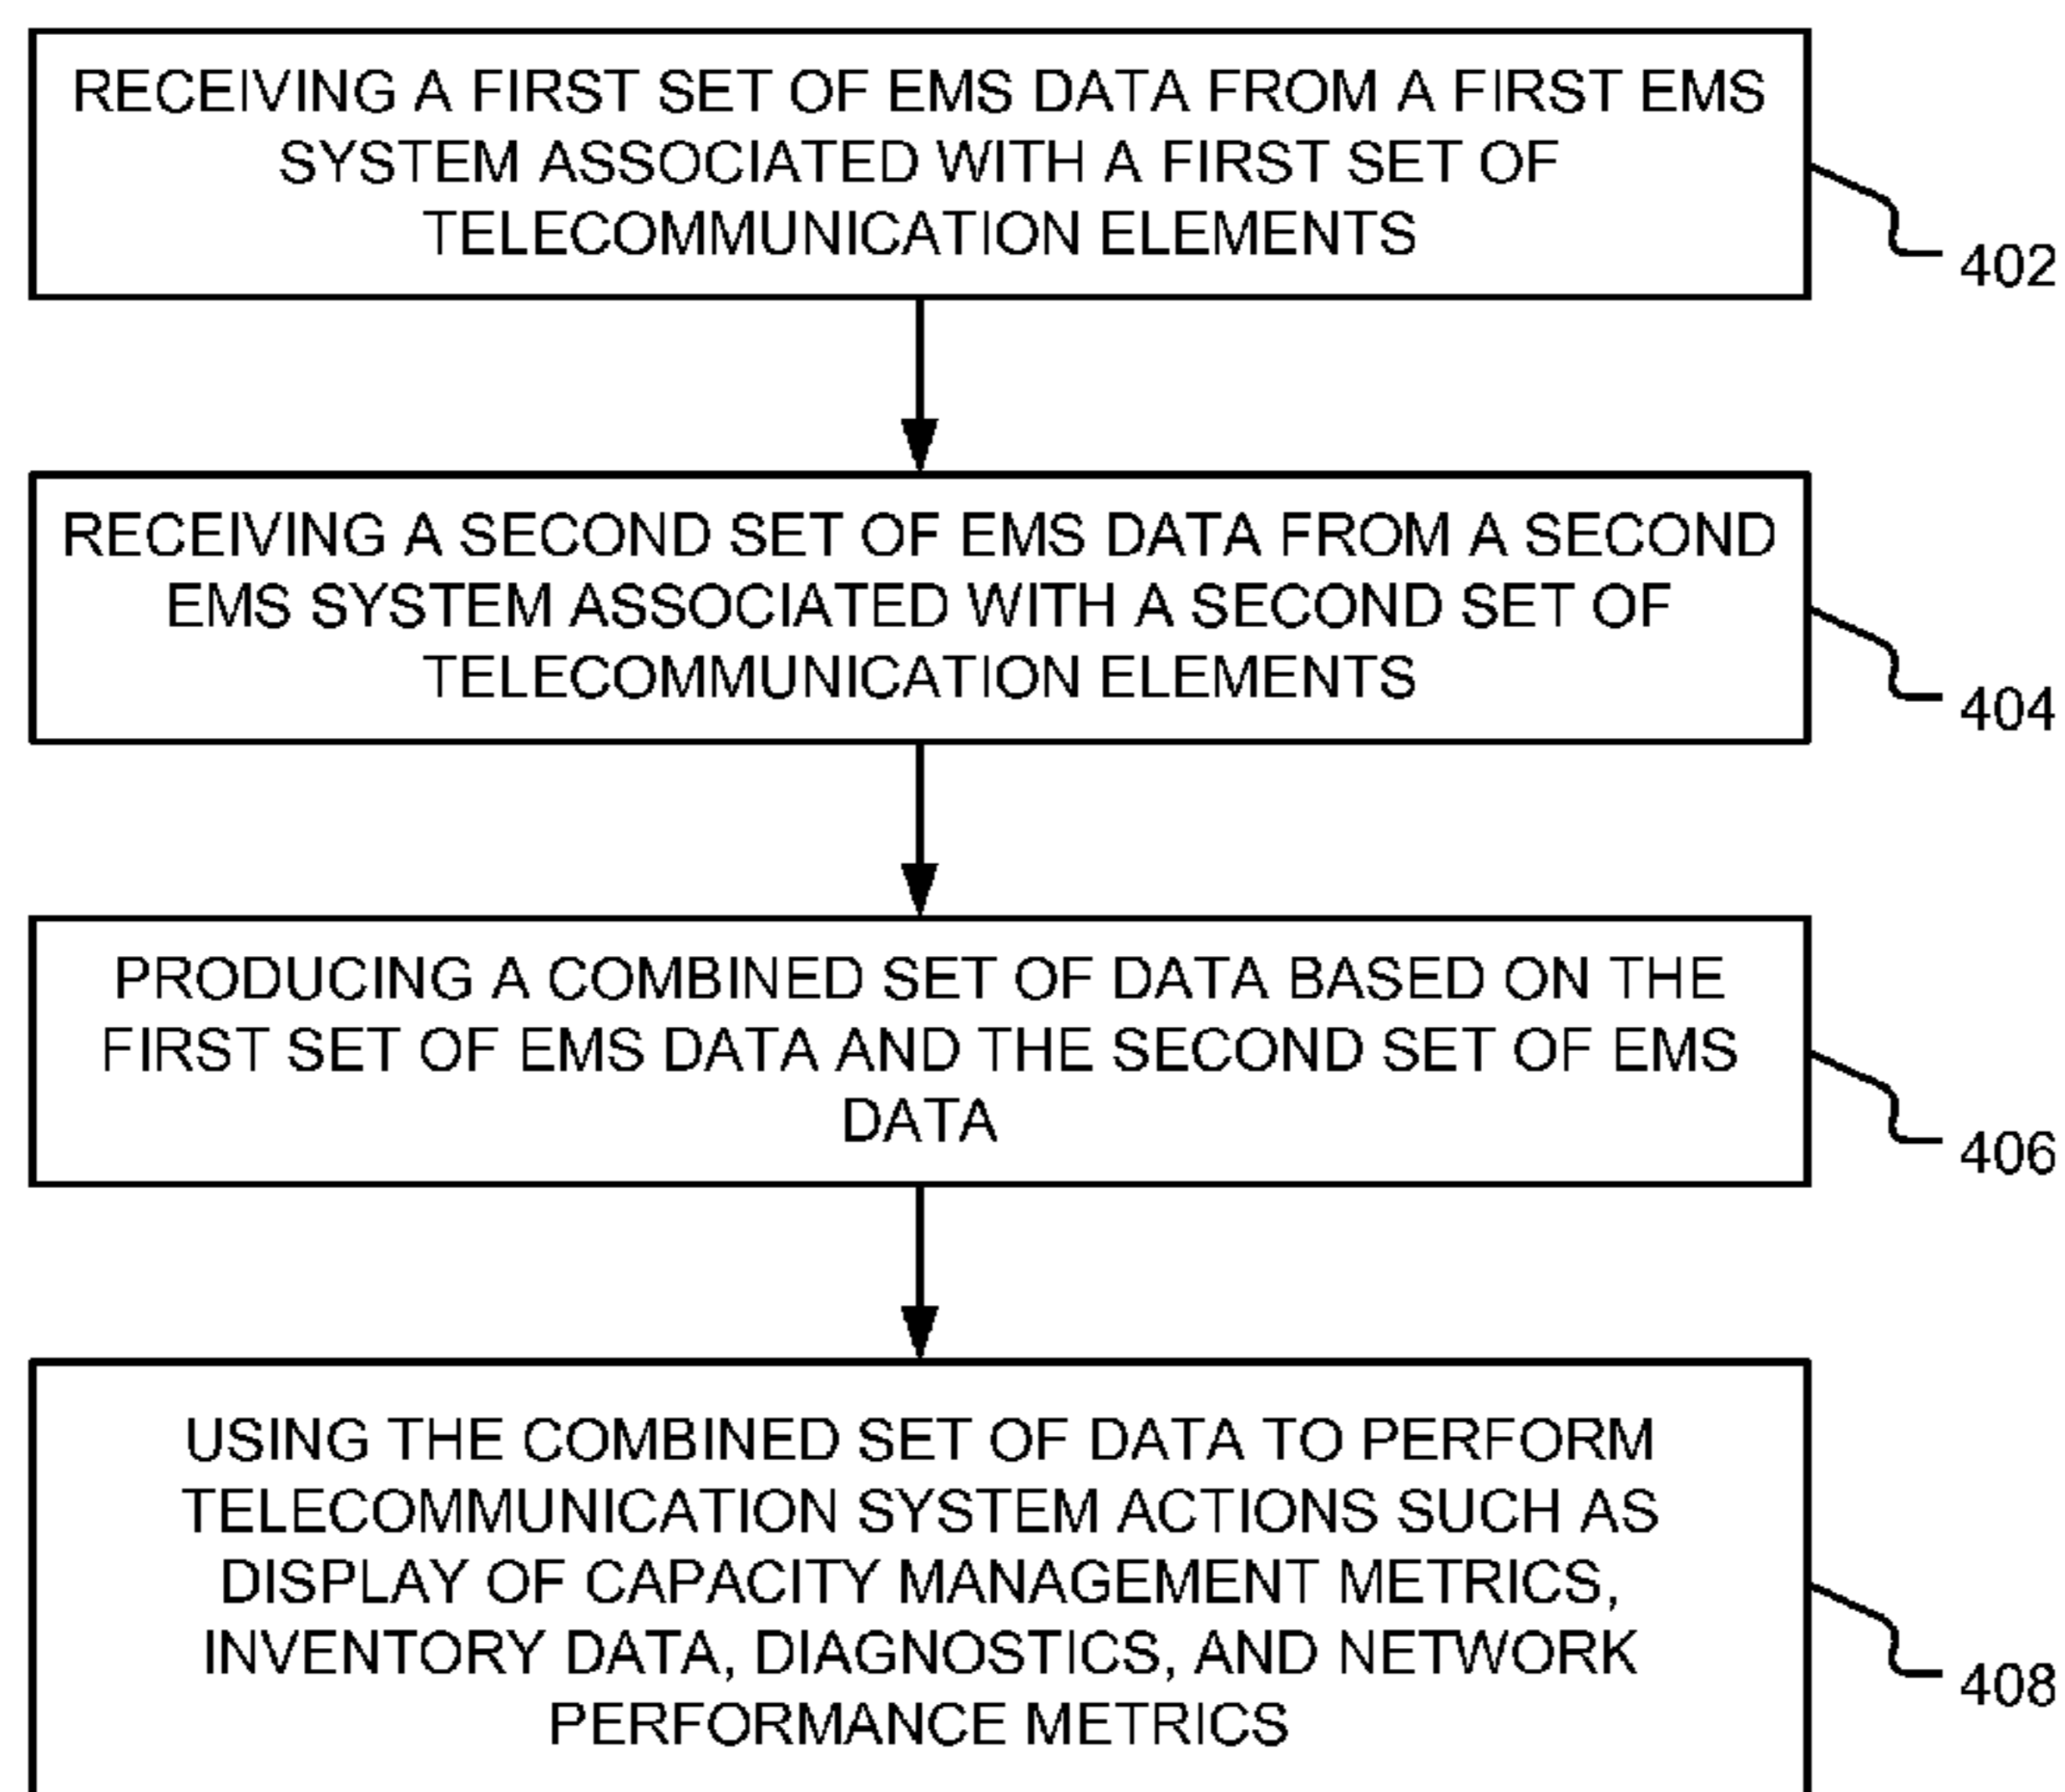 RECEIVING A FIRST SET OF EMS DATA FROM A FIRST EMS
SYSTEM ASSOCIATED WITH A FIRST SET OF
TELECOMMUNICATION ELEMENTS
402
RECEIVING A SECOND SET OF EMS DATA FROM A SECOND
EMS SYSTEM ASSOCIATED WITH A SECOND SET OF
TELECOMMUNICATION ELEMENTS
404
PRODUCING A COMBINED SET OF DATA BASED ON THE
FIRST SET OF EMS DATA AND THE SECOND SET OF EMS
DATA
406
USING THE COMBINED SET OF DATA TO PERFORM
TELECOMMUNICATION SYSTEM ACTIONS SUCH AS
DISPLAY OF CAPACITY MANAGEMENT METRICS,
INVENTORY DATA, DIAGNOSTICS, AND NETWORK
PERFORMANCE METRICS
408